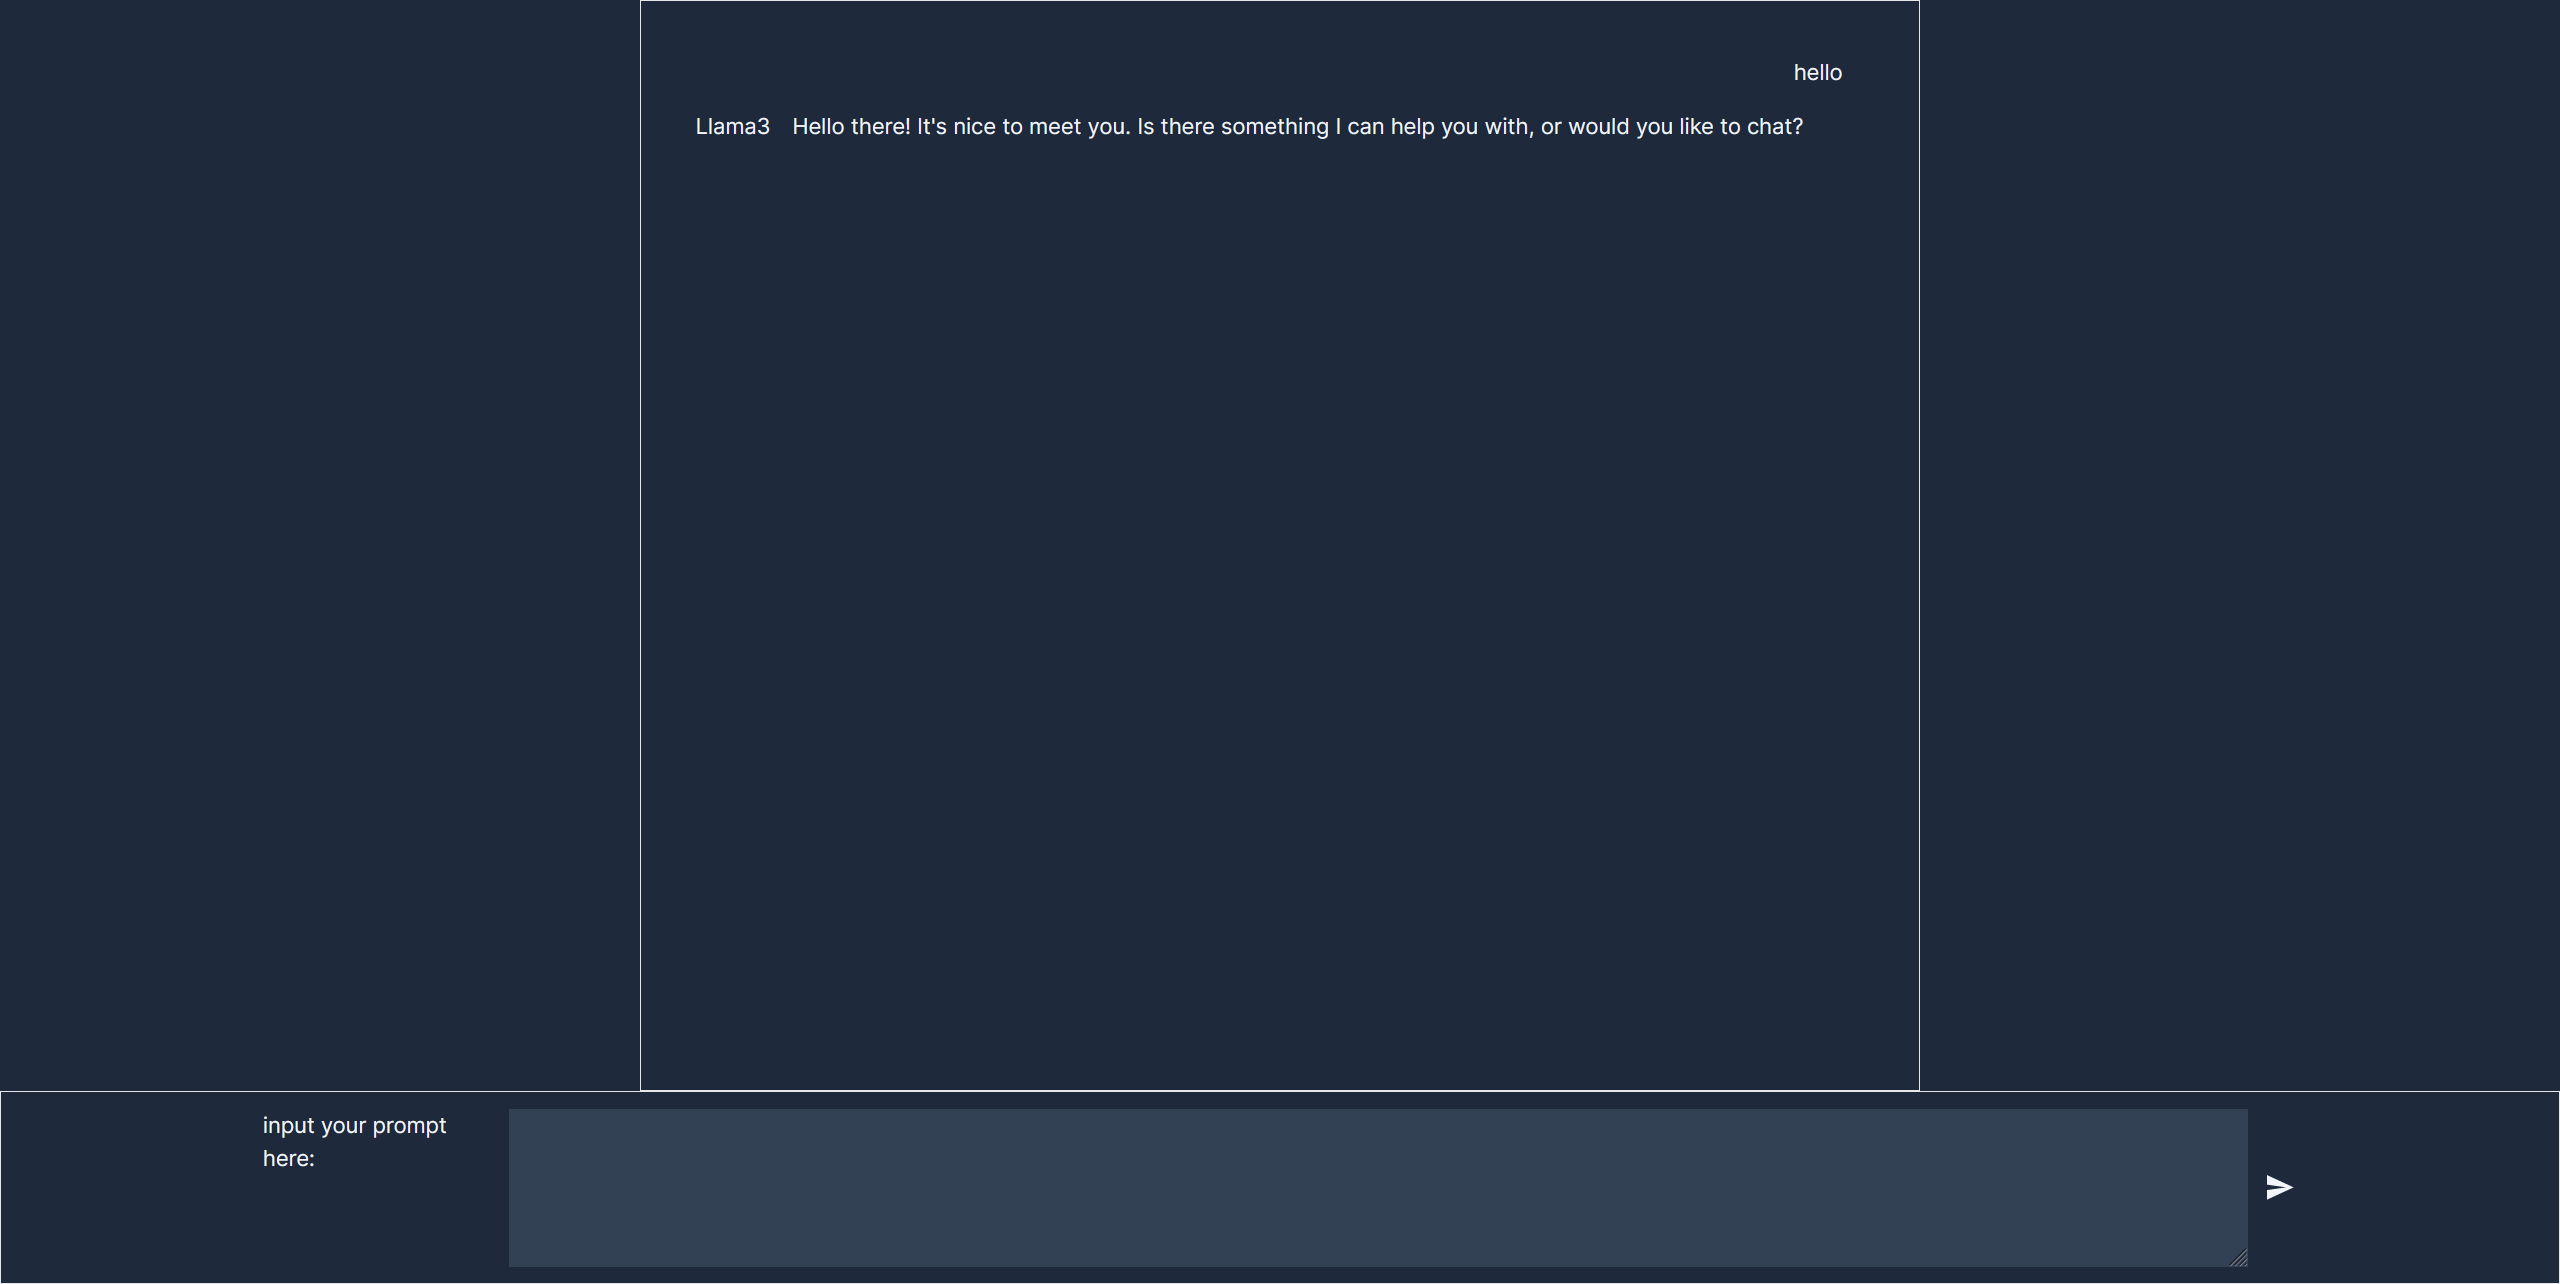 hello
Llama3 Hello there! It's nice to meet you. Is there something I can help you with, or would you like to chat?
input your prompt
here: